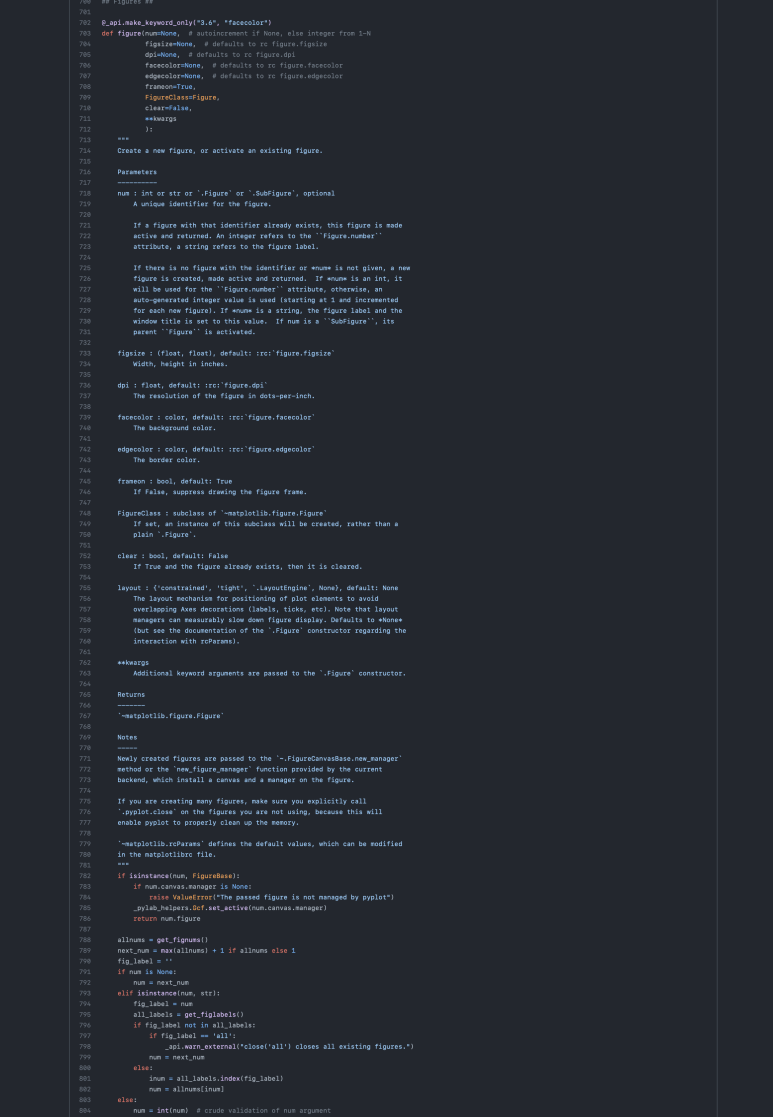 700 ## Figures ##
701
702 @_api.make_keyword_only("3.6", "facecolor")
703 def figure(num=None,  # autoincrement if None, else integer from 1-N
704            figsize=None,  # defaults to rc figure.figsize
705            dpi=None,  # defaults to rc figure.dpi
706            facecolor=None,  # defaults to rc figure.facecolor
707            edgecolor=None,  # defaults to rc figure.edgecolor
708            frameon=True,
709            FigureClass=Figure,
710            clear=False,
711            **kwargs
712            ):
713     """
714     Create a new figure, or activate an existing figure.
715
716     Parameters
717     ----------
718     num : int or str or `.Figure` or `.SubFigure`, optional
719         A unique identifier for the figure.
720
721         If a figure with that identifier already exists, this figure is made
722         active and returned. An integer refers to the ``Figure.number``
723         attribute, a string refers to the figure label.
724
725         If there is no figure with the identifier or *num* is not given, a new
726         figure is created, made active and returned.  If *num* is an int, it
727         will be used for the ``Figure.number`` attribute, otherwise, an
728         auto-generated integer value is used (starting at 1 and incremented
729         for each new figure). If *num* is a string, the figure label and the
730         window title is set to this value.  If num is a ``SubFigure``, its
731         parent ``Figure`` is activated.
732
733     figsize : (float, float), default: :rc:`figure.figsize`
734         Width, height in inches.
735
736     dpi : float, default: :rc:`figure.dpi`
737         The resolution of the figure in dots-per-inch.
738
739     facecolor : color, default: :rc:`figure.facecolor`
740         The background color.
741
742     edgecolor : color, default: :rc:`figure.edgecolor`
743         The border color.
744
745     frameon : bool, default: True
746         If False, suppress drawing the figure frame.
747
748     FigureClass : subclass of `~matplotlib.figure.Figure`
749         If set, an instance of this subclass will be created, rather than a
750         plain `.Figure`.
751
752     clear : bool, default: False
753         If True and the figure already exists, then it is cleared.
754
755     layout : {'constrained', 'tight', `.LayoutEngine`, None}, default: None
756         The layout mechanism for positioning of plot elements to avoid
757         overlapping Axes decorations (labels, ticks, etc). Note that layout
758         managers can measurably slow down figure display. Defaults to *None*
759         (but see the documentation of the `.Figure` constructor regarding the
760         interaction with rcParams).
761
762     **kwargs
763         Additional keyword arguments are passed to the `.Figure` constructor.
764
765     Returns
766     -------
767     `~matplotlib.figure.Figure`
768
769     Notes
770     -----
771     Newly created figures are passed to the `~.FigureCanvasBase.new_manager`
772     method or the `new_figure_manager` function provided by the current
773     backend, which install a canvas and a manager on the figure.
774
775     If you are creating many figures, make sure you explicitly call
776     `.pyplot.close` on the figures you are not using, because this will
777     enable pyplot to properly clean up the memory.
778
779     `~matplotlib.rcParams` defines the default values, which can be modified
780     in the matplotlibrc file.
781     """
782     if isinstance(num, FigureBase):
783         if num.canvas.manager is None:
784             raise ValueError("The passed figure is not managed by pyplot")
785         _pylab_helpers.Gcf.set_active(num.canvas.manager)
786         return num.figure
787
788     allnums = get_fignums()
789     next_num = max(allnums) + 1 if allnums else 1
790     fig_label = ''
791     if num is None:
792         num = next_num
793     elif isinstance(num, str):
794         fig_label = num
795         all_labels = get_figlabels()
796         if fig_label not in all_labels:
797             if fig_label == 'all':
798                 _api.warn_external("close('all') closes all existing figures.")
799             num = next_num
800         else:
801             inum = all_labels.index(fig_label)
802             num = allnums[inum]
803     else:
804         num = int(num)  # crude validation of num argument